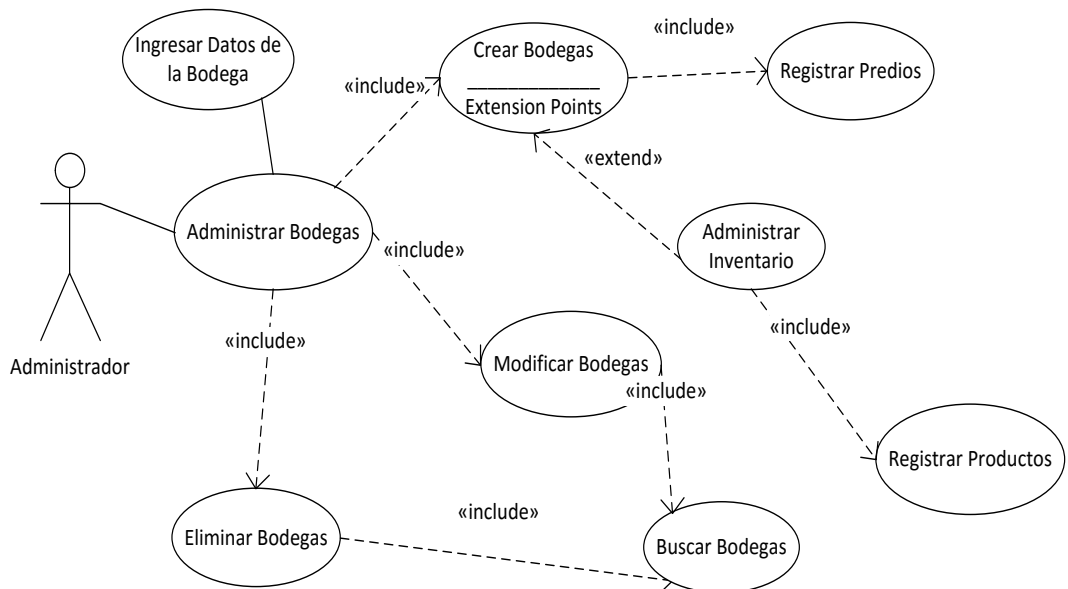 Ingresar Datos de
la Bodega
«include»
Crear Bodegas
Extension Points
«include»
Registrar Predios
«extend»
Administrar Bodegas
«include»
Administrar
Inventario
«include»
«include»
Administrador
Modificar Bodegas
«include»
Registrar Productos
Eliminar Bodegas
«include»
Buscar Bodegas